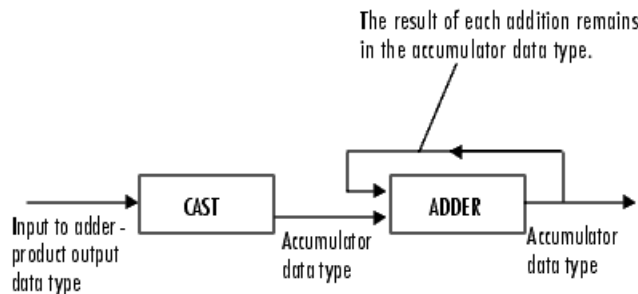 The result of each addition remains
in the accumulator data type.
CAST
ADDER
Input to adder -
product output
data type
Accumulator
data type
Accumulator
data type